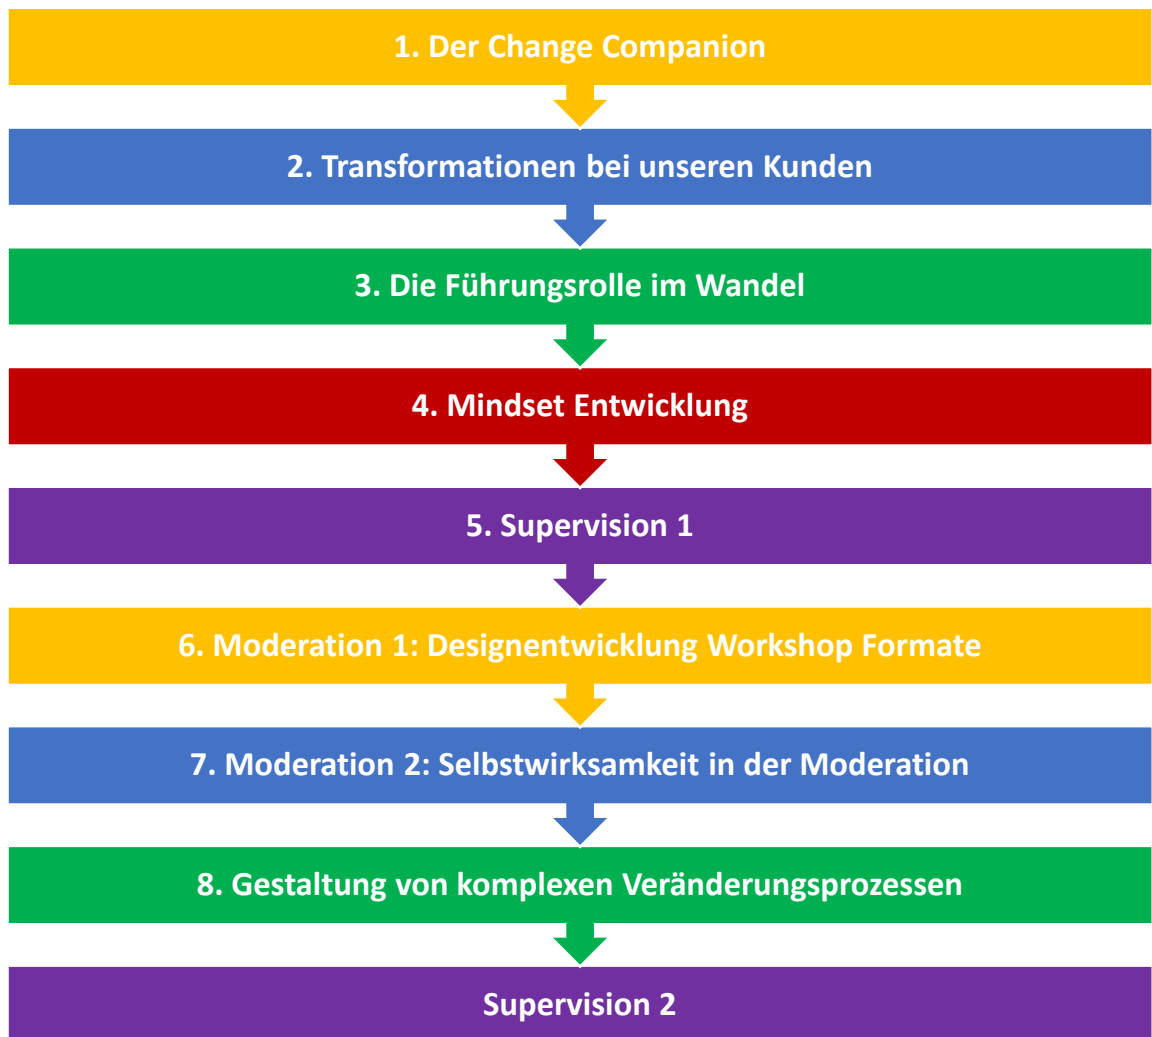 1. Der Change Companion
2. Transformationen bei unseren Kunden
3. Die Führungsrolle im Wandel
4. Mindset Entwicklung
5. Supervision 1
6. Moderation 1: Designentwicklung Workshop Formate
7. Moderation 2: Selbstwirksamkeit in der Moderation
8. Gestaltung von komplexen Veränderungsprozessen
Supervision 2